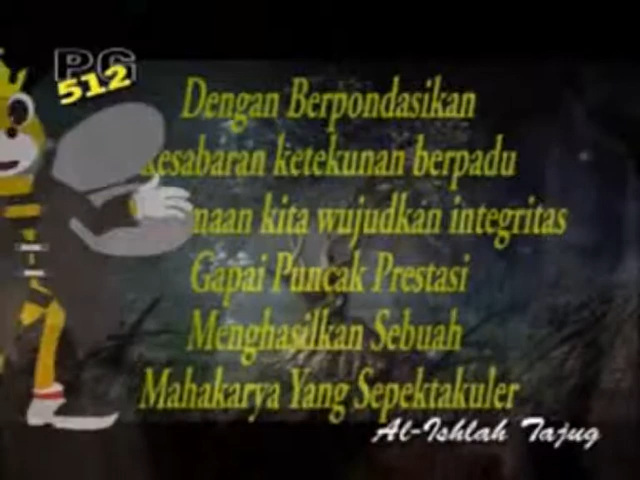 PG
512
Dengan Berpondasikan
esabaran ketekunan berpadu
naan kita wujudkan integritas
Gapai Puncak Prestasi
Menghasilkan Sebuah
Mahakarya Yang Sepektakuler
Al-Ishlah Tajug